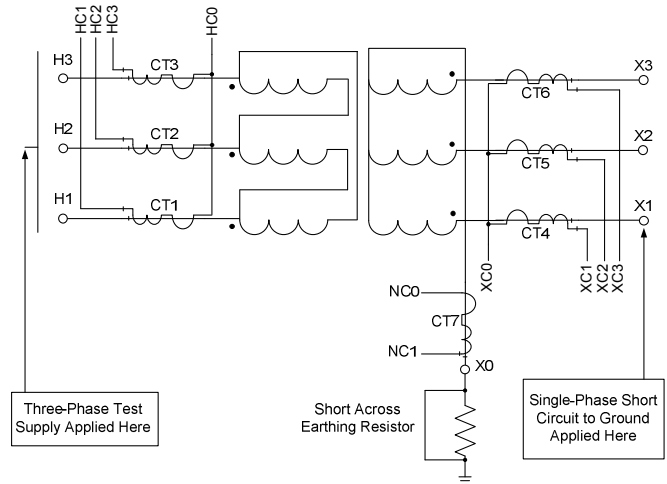 HC1
HC2
HC3
HC0
H3
CT3
H2
CT2
H1
CT1
X3
CT6
X2
CT5
X1
CT4
XC0
XC1
XC2
XC3
NC0
CT7
NC1
X0
Three-Phase Test
Supply Applied Here
Short Across
Earthing Resistor
Single-Phase Short
Circuit to Ground
Applied Here